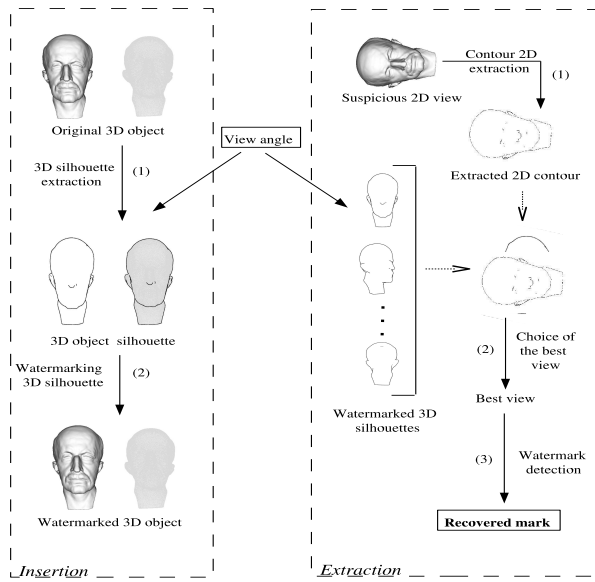 Original 3D object
3D silhouette
extraction
(1)
3D object silhouette
Watermarking
3D silhouette
(2)
Watermarked 3D object
Insertion
View angle
Contour 2D
extraction
(1)
Suspicious 2D view
Extracted 2D contour
Watermarked 3D
silhouettes
(2)
Choice of
the best
view
Best view
(3)
Watermark
detection
Recovered mark
Extraction